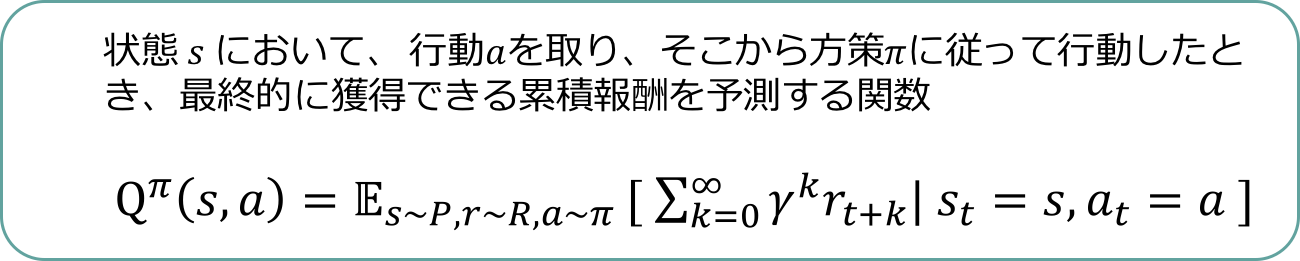 状態 s において、 行動aを取り、そこから方策πに従って行動したと
き、最終的に獲得できる累積報酬を予測する関数
Q^π(s, a) = 𝔼_{s~P,r~R,a~π} [ ∑_{k=0}^{∞} γ^k r_{t+k}| s_t = s, a_t = a ]